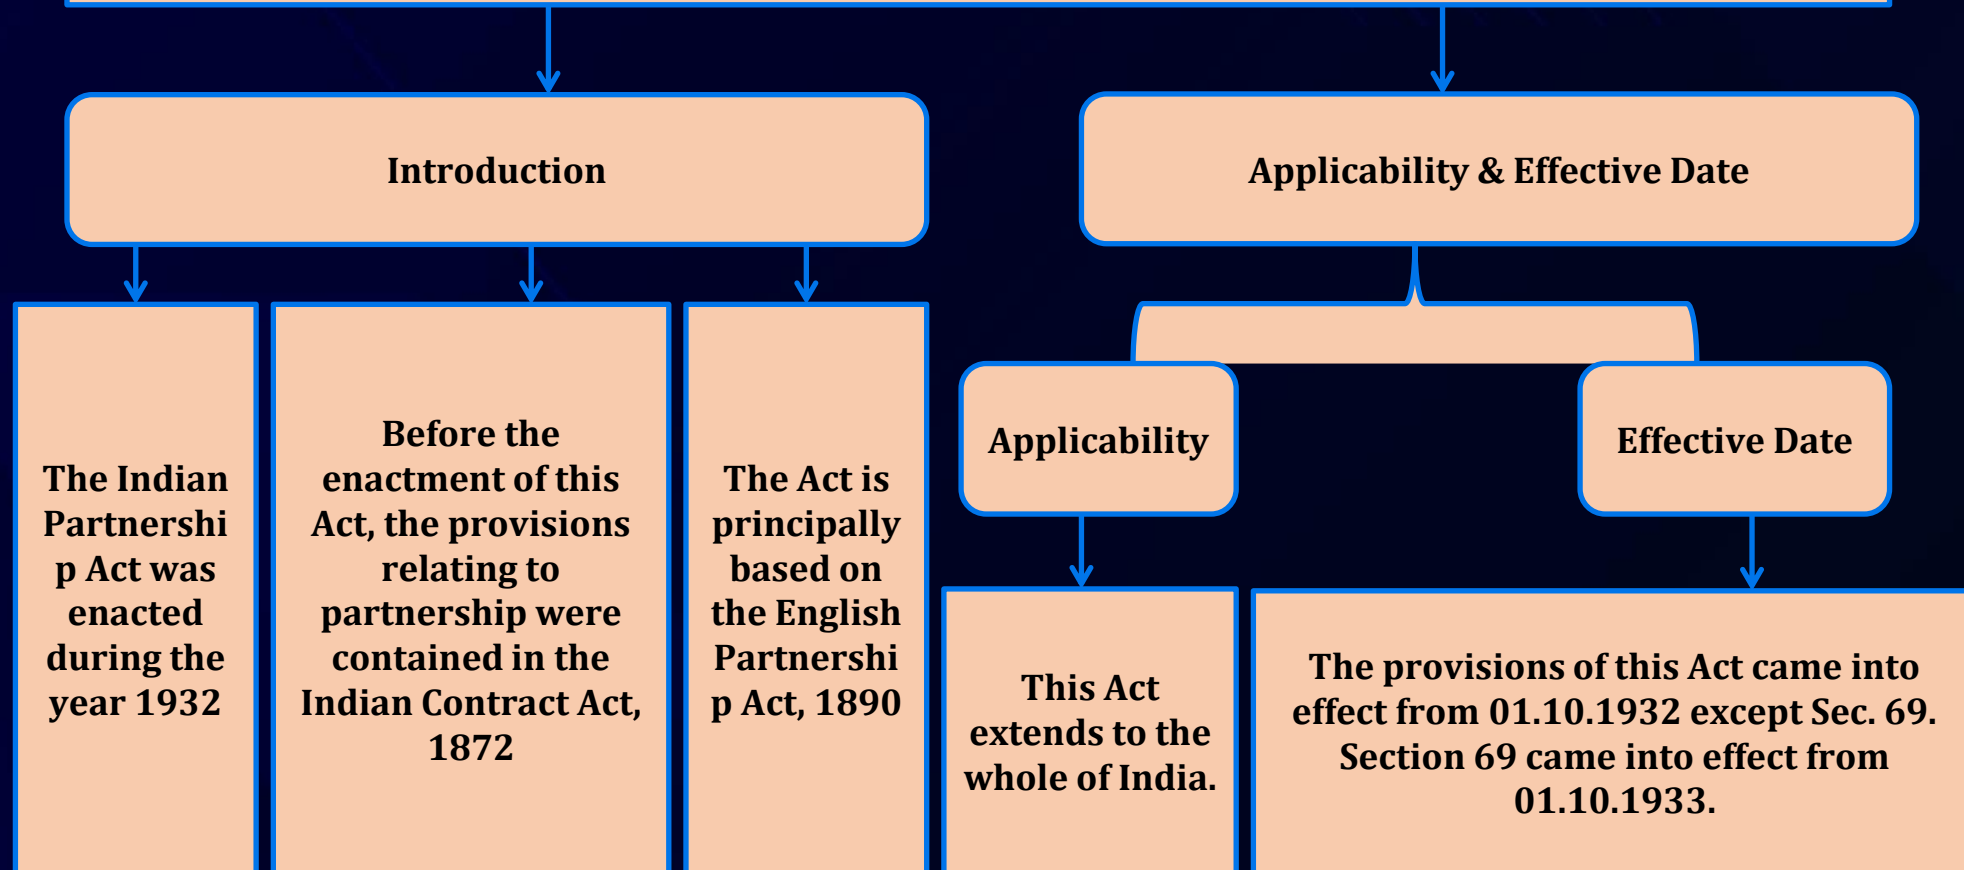 Introduction
Applicability & Effective Date
The Indian
Partnershi
p Act was
enacted
during the
year 1932
Before the
enactment of this
Act, the provisions
relating to
partnership were
contained in the
Indian Contract Act,
1872
The Act is
principally
based on
the English
Partnershi
p Act, 1890
Applicability
Effective Date
This Act
extends to the
whole of India.
The provisions of this Act came into
effect from 01.10.1932 except Sec. 69.
Section 69 came into effect from
01.10.1933.